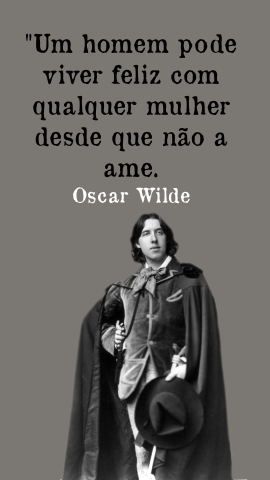 "Um homem pode
viver feliz com
qualquer mulher
desde que não a
ame.
Oscar Wilde